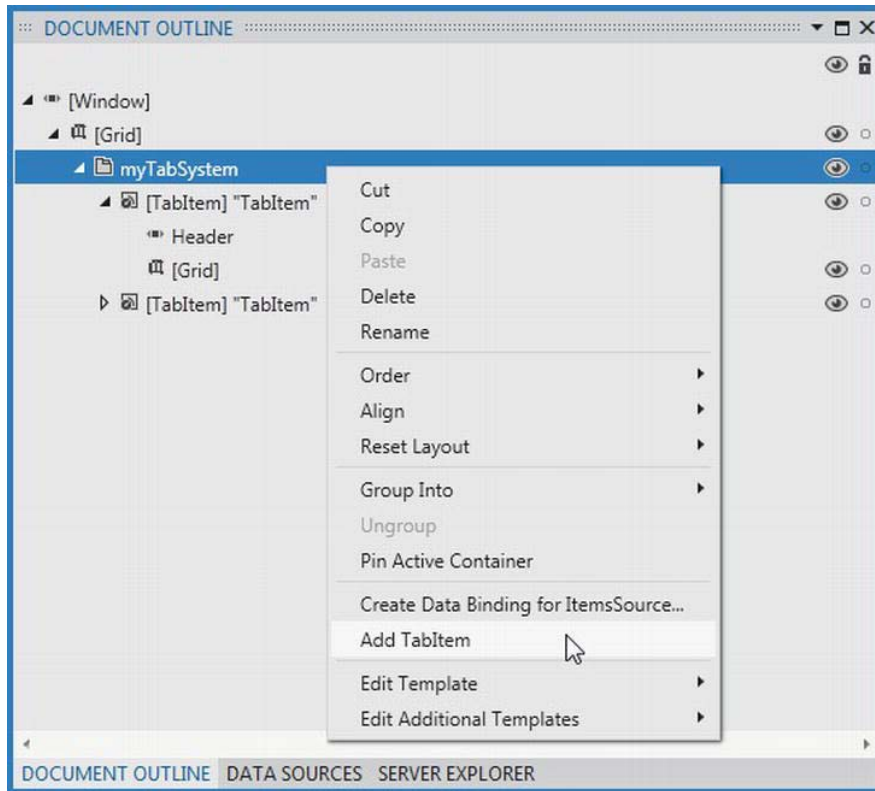 DOCUMENT OUTLINE
[Window]
[Grid]
myTabSystem
[TabItem] "TabItem"
Header
[Grid]
[TabItem] "TabItem"
Cut
Copy
Paste
Delete
Rename
Order
Align
Reset Layout
Group Into
Ungroup
Pin Active Container
Create Data Binding for ItemsSource...
Add TabItem
Edit Template
Edit Additional Templates
DOCUMENT OUTLINE DATA SOURCES SERVER EXPLORER